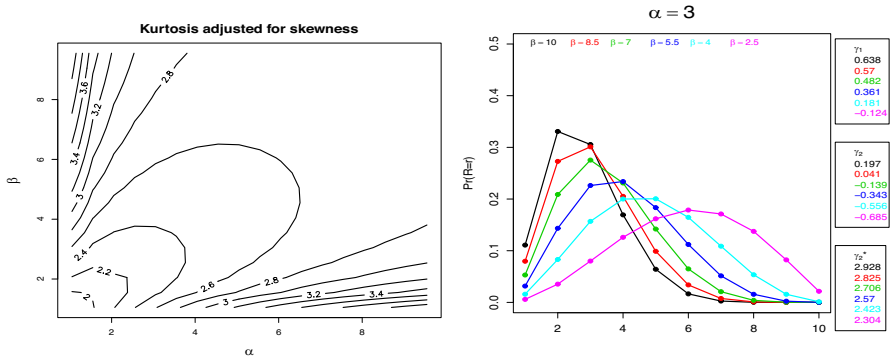 Kurtosis adjusted for skewness
β
2 4 6 8
2 4 6 8
α
3.6
3.4
3.2
3
2.8
2.4
2.2
2
2.6
2.8
3
3.2
3.4
α = 3
Pr(R=r)
0.0 0.1 0.2 0.3 0.4 0.5
2 4 6 8 10
β − 10 β − 8.5 β − 7 β − 5.5 β − 4 β − 2.5
γ1
0.638
0.57
0.482
0.361
0.181
−0.124
γ2
0.197
0.041
−0.139
−0.343
−0.556
−0.685
γ2*
2.928
2.825
2.706
2.57
2.423
2.304